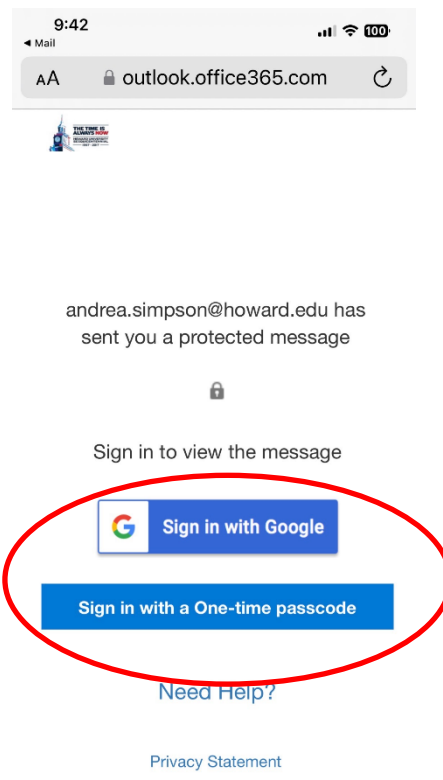 9:42
100
◄ Mail
AA outlook.office365.com
THE TIME IS
ALWAYS NOW
andrea.simpson@howard.edu has
sent you a protected message
Sign in to view the message
G Sign in with Google
Sign in with a One-time passcode
Need Help?
Privacy Statement